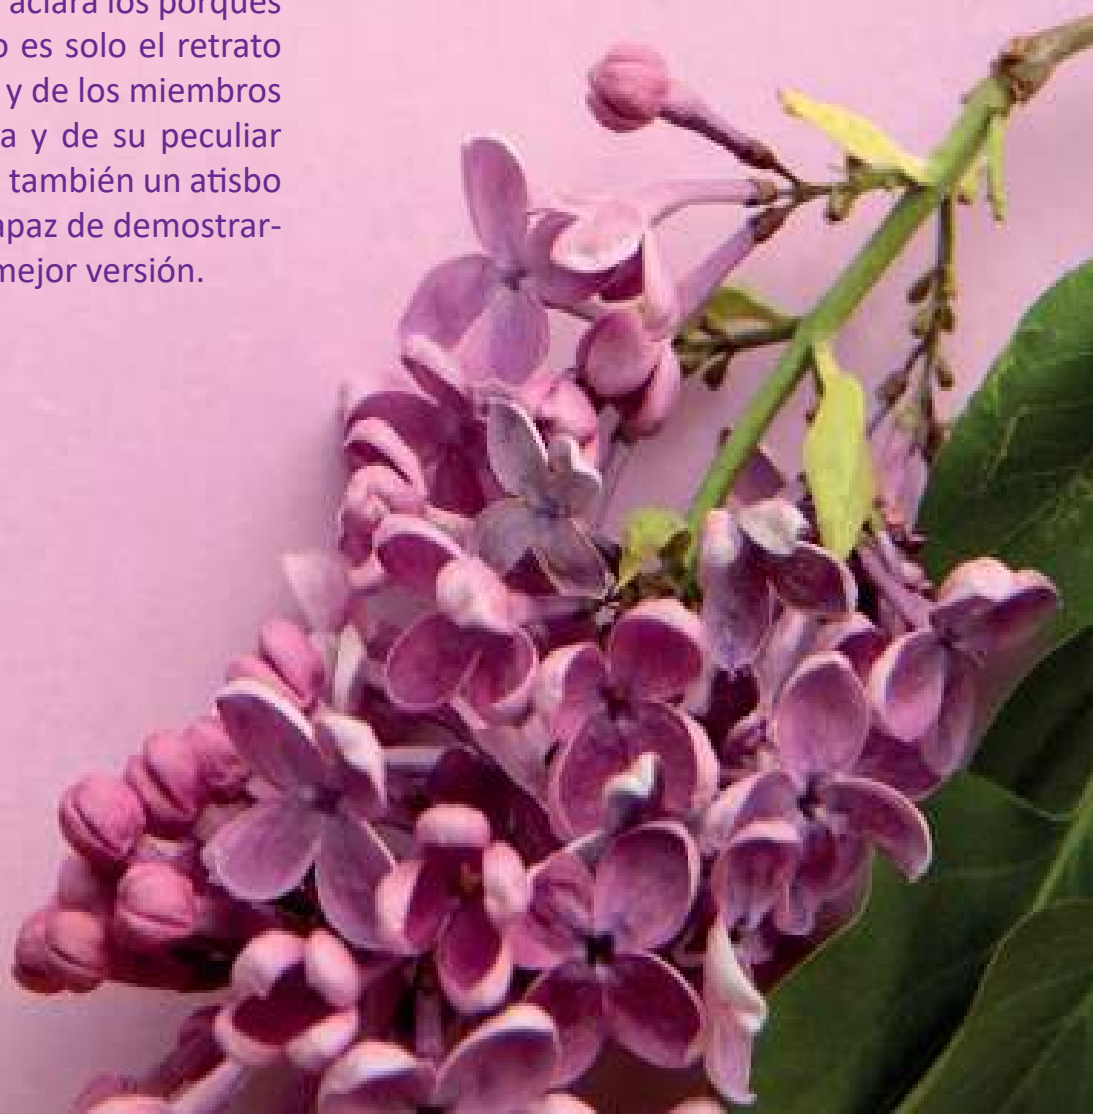 aclara los porqués
es solo el retrato
y de los miembros
a y de su peculiar
también un atisbo
apaz de demostrar-
mejor versión.